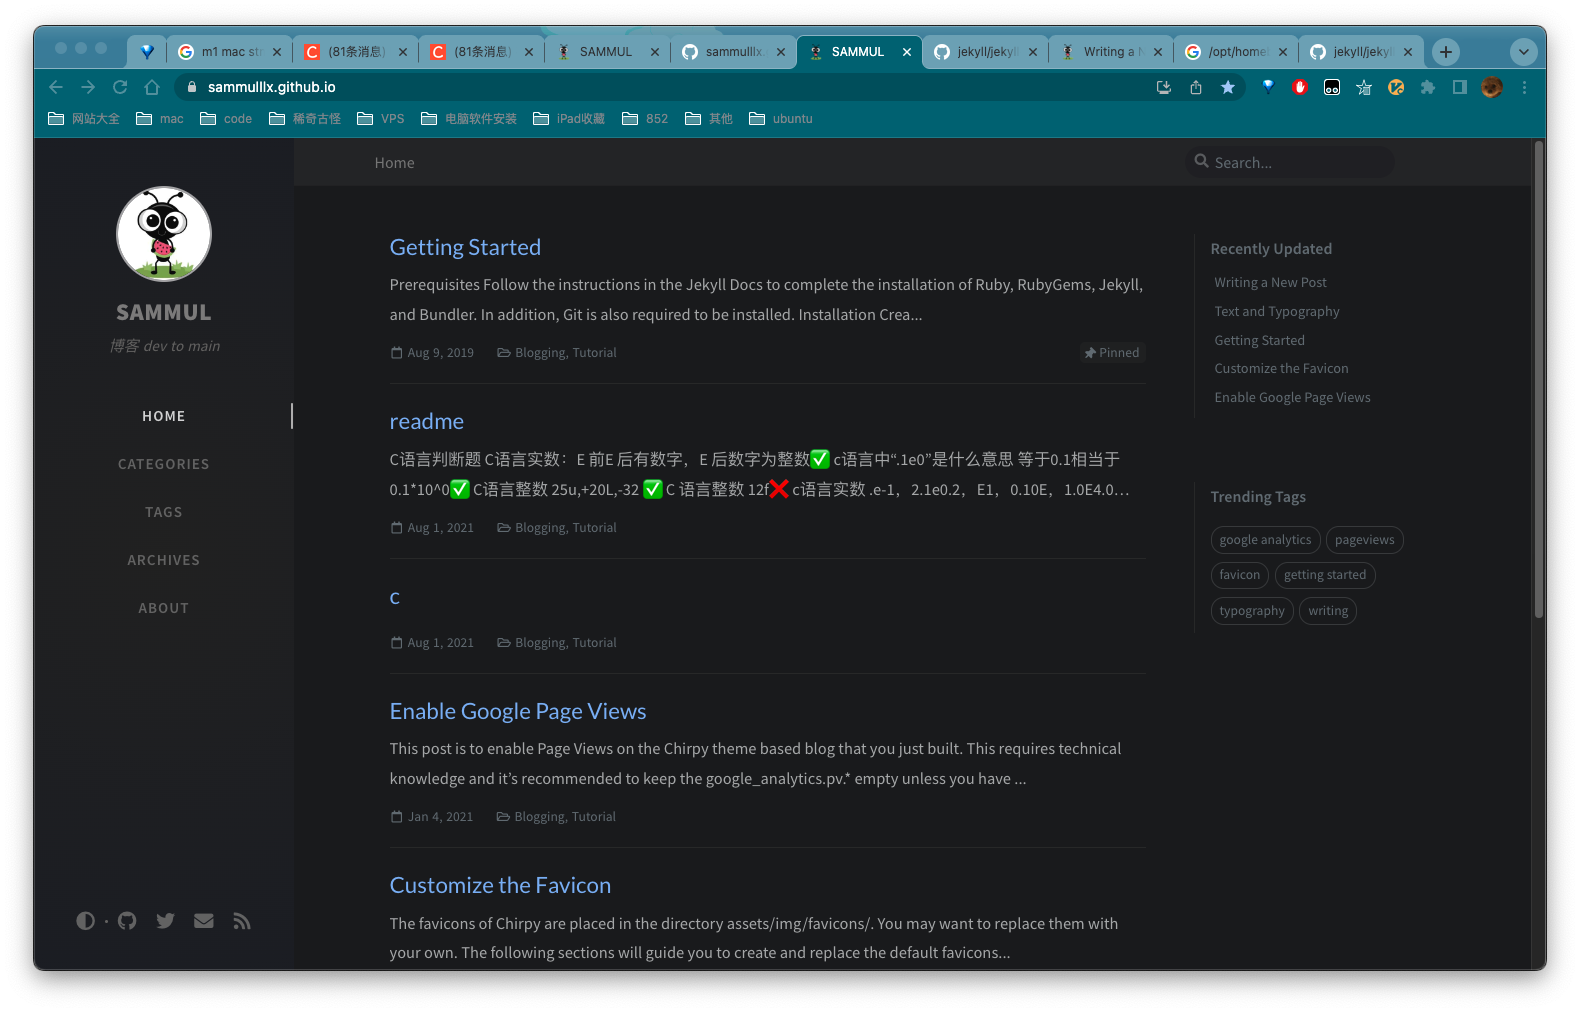 m1 mac st
(81条消息)
(81条消息)
SAMMUL
sammulllx.
SAMMUL
jekyll/jekyl
Writing a N
/opt/home
jekyll/jekyl
sammulllx.github.io
网站大全
mac
code
稀奇古怪
VPS
电脑软件安装
iPad收藏
852
其他
ubuntu
Home
Search...
SAMMUL
博客 dev to main
HOME
CATEGORIES
TAGS
ARCHIVES
ABOUT
Getting Started
Prerequisites Follow the instructions in the Jekyll Docs to complete the installation of Ruby, RubyGems, Jekyll,
and Bundler. In addition, Git is also required to be installed. Installation Crea...
Aug 9, 2019 Blogging, Tutorial Pinned
readme
C语言判断题 C语言实数：E 前E 后有数字，E 后数字为整数✅ c语言中“.1e0”是什么意思 等于0.1相当于
0.1*10^0✅ C语言整数 25u,+20L,-32 ✅ C 语言整数 12f❌ c语言实数 .e-1，2.1e0.2，E1，0.10E，1.0E4.0…
Aug 1, 2021 Blogging, Tutorial
c
Aug 1, 2021 Blogging, Tutorial
Enable Google Page Views
This post is to enable Page Views on the Chirpy theme based blog that you just built. This requires technical
knowledge and it’s recommended to keep the google_analytics.pv.* empty unless you have ...
Jan 4, 2021 Blogging, Tutorial
Customize the Favicon
The favicons of Chirpy are placed in the directory assets/img/favicons/. You may want to replace them with
your own. The following sections will guide you to create and replace the default favicons...
Recently Updated
Writing a New Post
Text and Typography
Getting Started
Customize the Favicon
Enable Google Page Views
Trending Tags
google analytics pageviews
favicon getting started
typography writing